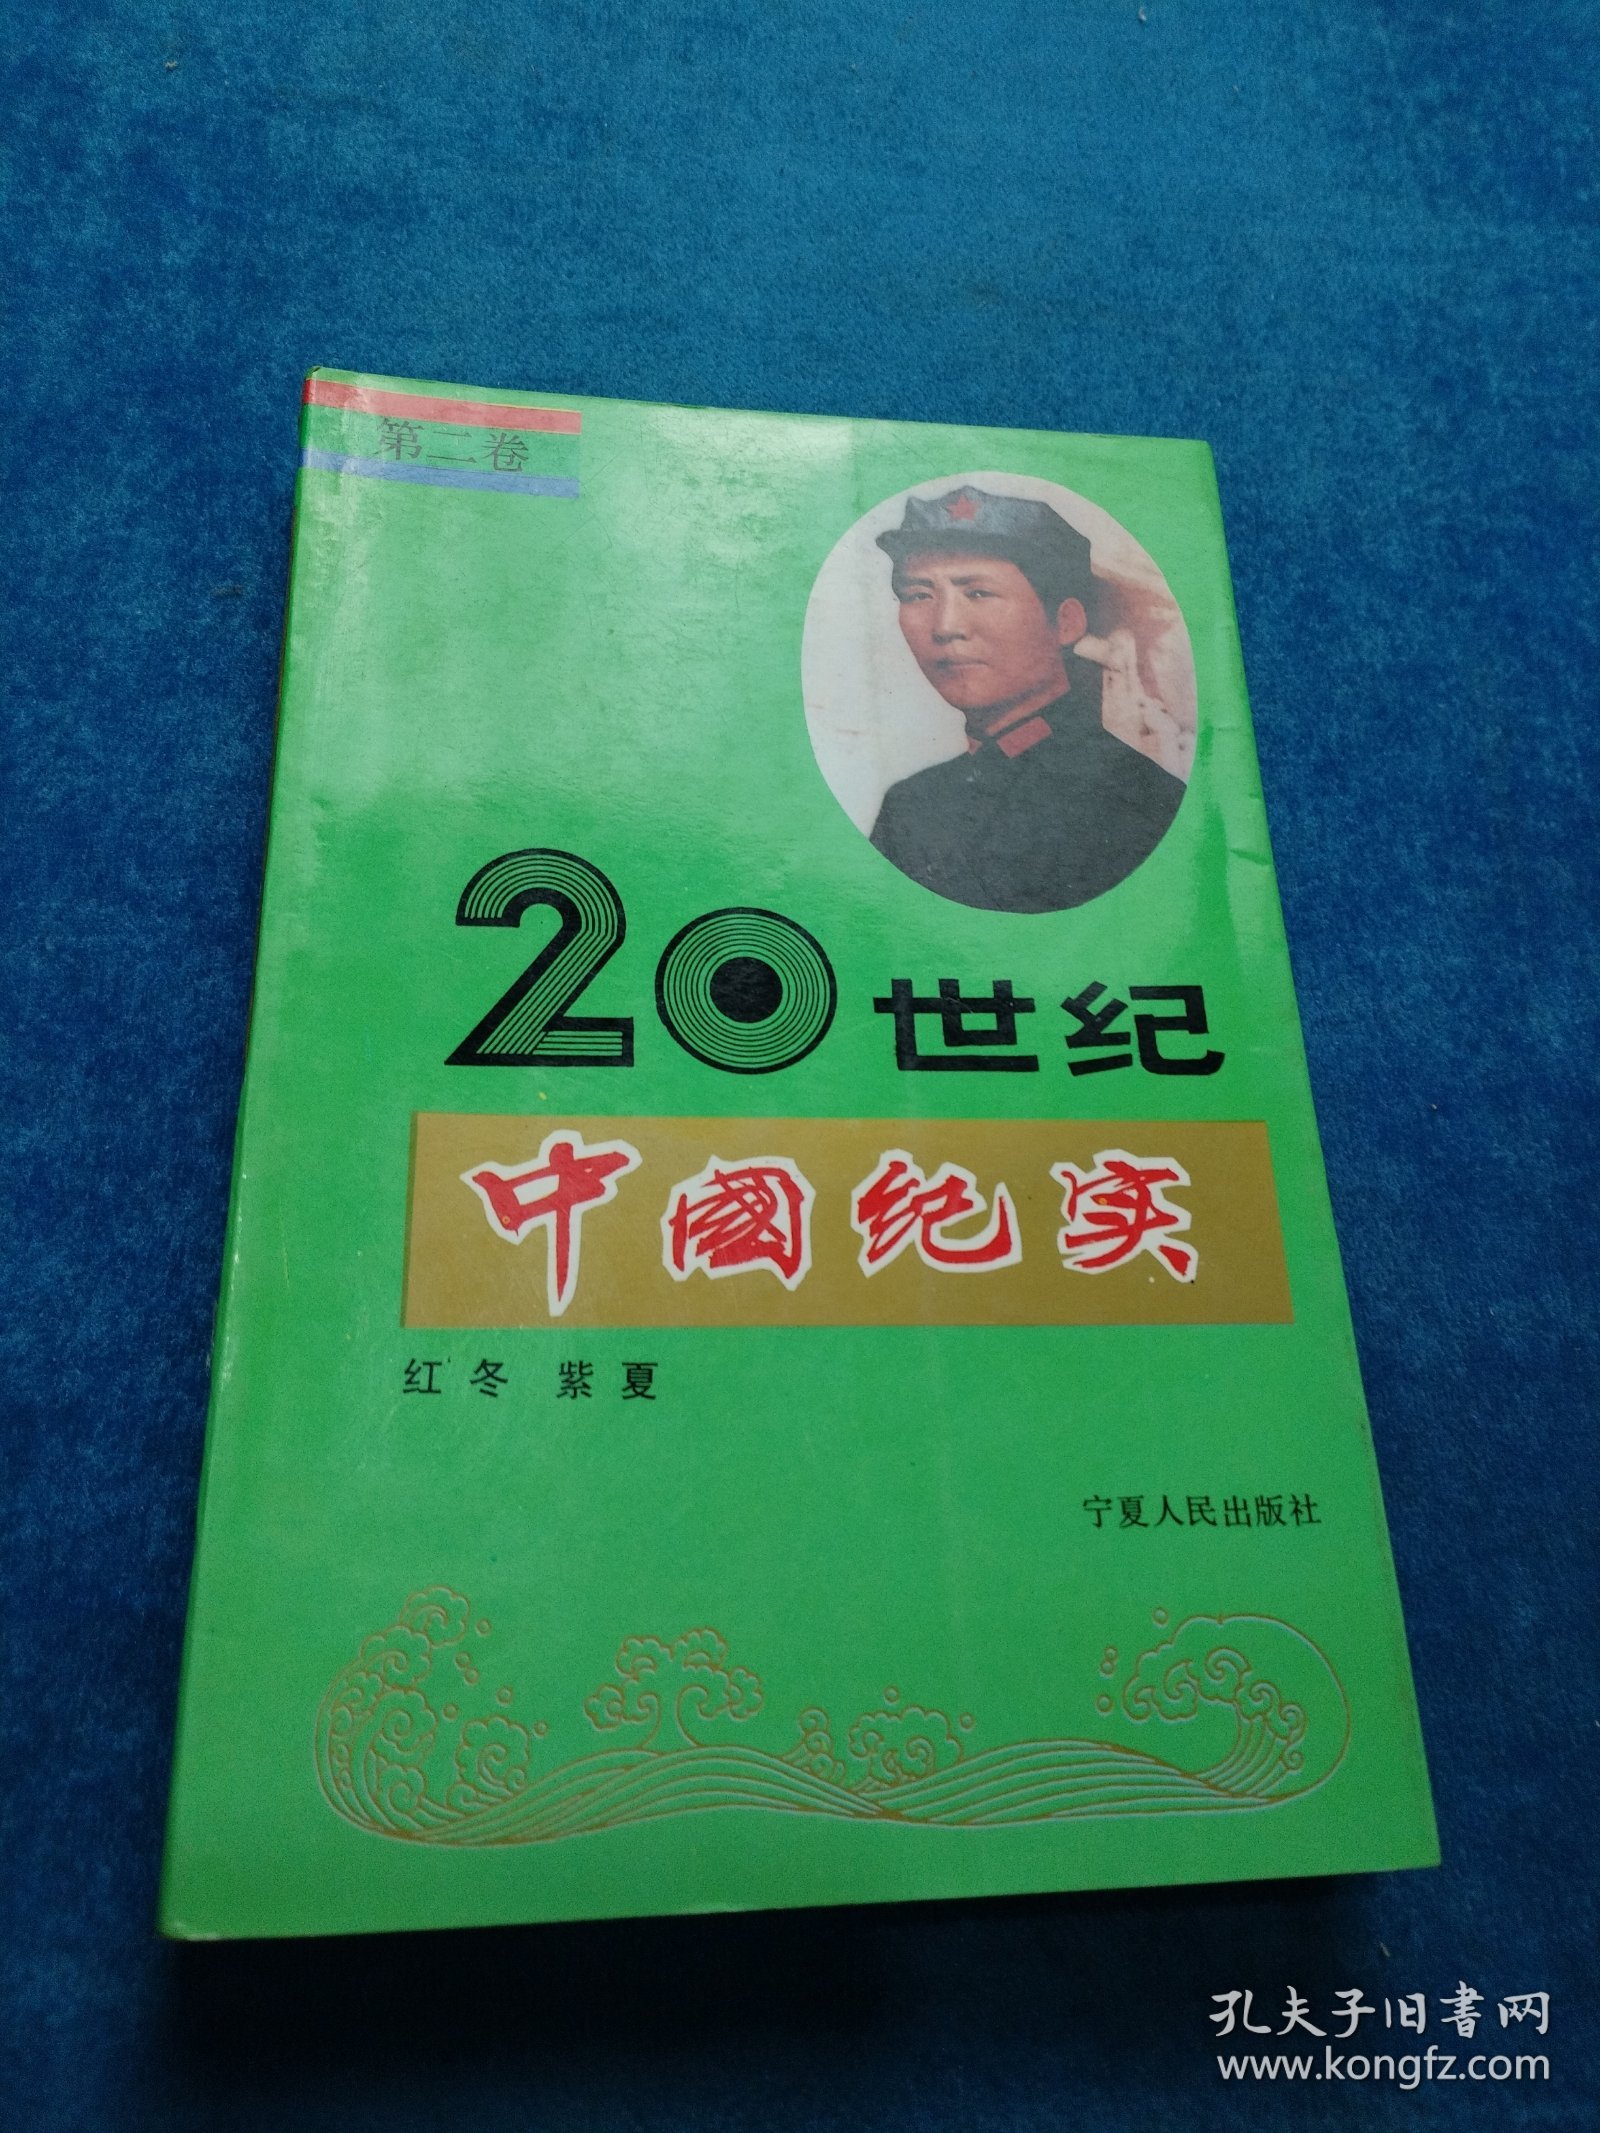 第二卷
20世纪
中國纪实
红冬 紫夏
宁夏人民出版社
孔夫子旧書网
www.kongfz.com